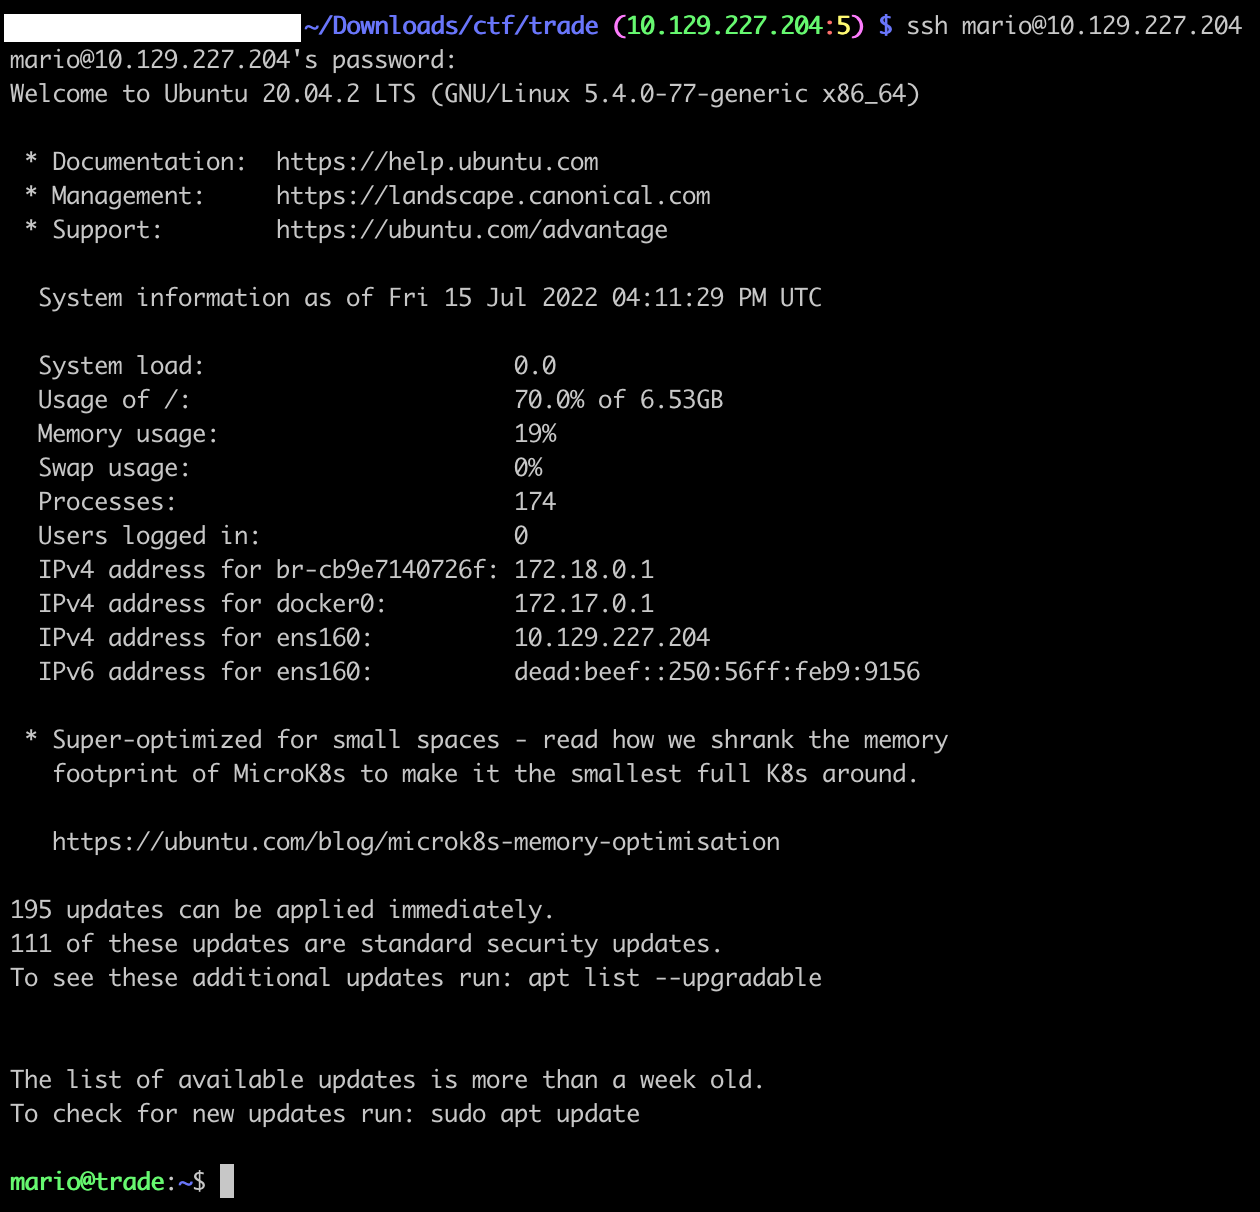 ~/Downloads/ctf/trade (10.129.227.204:5) $ ssh mario@10.129.227.204
mario@10.129.227.204's password:
Welcome to Ubuntu 20.04.2 LTS (GNU/Linux 5.4.0-77-generic x86_64)
* Documentation:  https://help.ubuntu.com
* Management:     https://landscape.canonical.com
* Support:        https://ubuntu.com/advantage
System information as of Fri 15 Jul 2022 04:11:29 PM UTC
System load:                      0.0
Usage of /:                       70.0% of 6.53GB
Memory usage:                     19%
Swap usage:                       0%
Processes:                        174
Users logged in:                  0
IPv4 address for br-cb9e7140726f: 172.18.0.1
IPv4 address for docker0:         172.17.0.1
IPv4 address for ens160:          10.129.227.204
IPv6 address for ens160:          dead:beef::250:56ff:feb9:9156
* Super-optimized for small spaces - read how we shrank the memory
footprint of MicroK8s to make it the smallest full K8s around.
https://ubuntu.com/blog/microk8s-memory-optimisation
195 updates can be applied immediately.
111 of these updates are standard security updates.
To see these additional updates run: apt list --upgradable
The list of available updates is more than a week old.
To check for new updates run: sudo apt update
mario@trade:~$